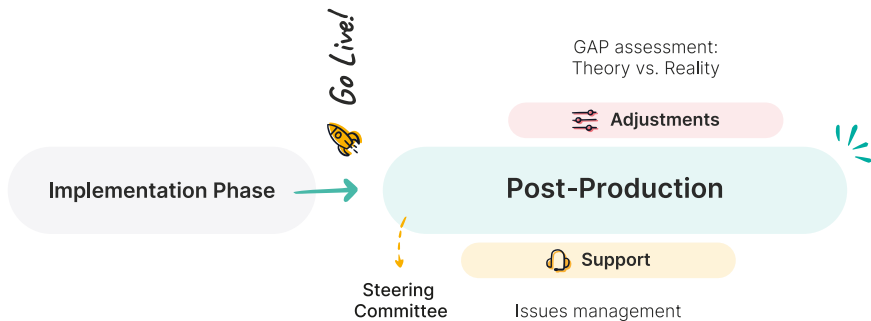 Go Live!
GAP assessment:
Theory vs. Reality
Adjustments
Implementation Phase
Post-Production
Support
Steering
Committee
Issues management